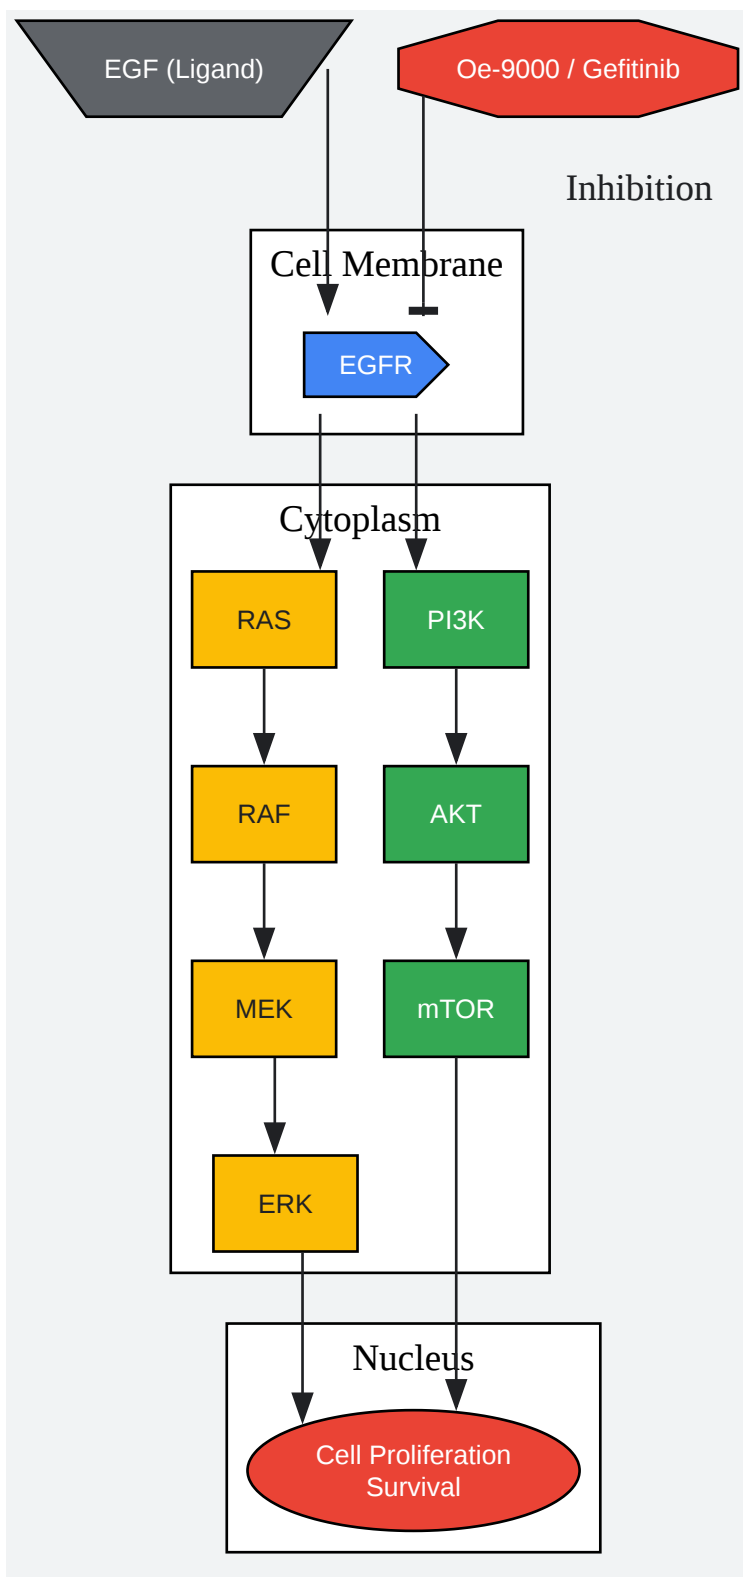 EGF (Ligand)
Oe-9000 / Gefitinib
Inhibition
Cell Membrane
EGFR
Cytoplasm
RAS
PI3K
RAF
AKT
MEK
mTOR
ERK
Nucleus
Cell Proliferation
Survival